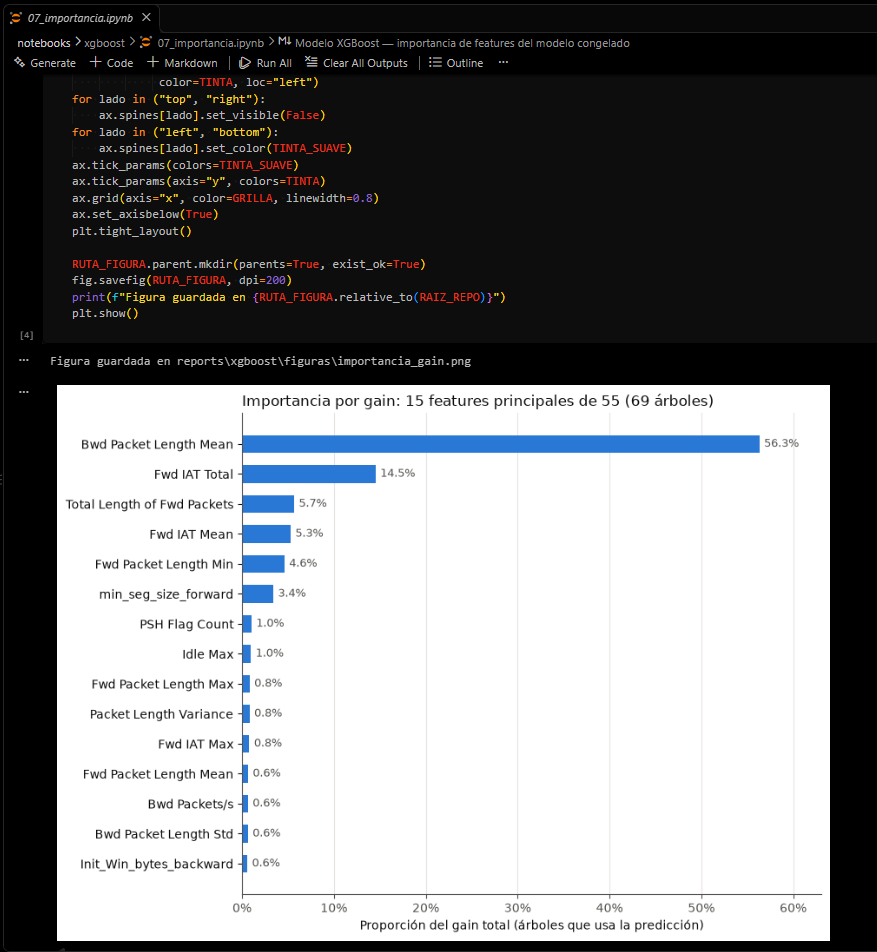 07_importancia.ipynb
notebooks > xgboost > 07_importancia.ipynb > M↓ Modelo XGBoost — importancia de features del modelo congelado
Generate + Code + Markdown Run All Clear All Outputs Outline ...
color=TINTA, loc="left")
for lado in ("top", "right"):
ax.spines[lado].set_visible(False)
for lado in ("left", "bottom"):
ax.spines[lado].set_color(TINTA_SUAVE)
ax.tick_params(colors=TINTA_SUAVE)
ax.tick_params(axis="y", colors=TINTA)
ax.grid(axis="x", color=GRILLA, linewidth=0.8)
ax.set_axisbelow(True)
plt.tight_layout()
RUTA_FIGURA.parent.mkdir(parents=True, exist_ok=True)
fig.savefig(RUTA_FIGURA, dpi=200)
print(f"Figura guardada en {RUTA_FIGURA.relative_to(RAIZ_REPO)}")
plt.show()
[4]
... Figura guardada en reports\xgboost\figuras\importancia_gain.png
...
Importancia por gain: 15 features principales de 55 (69 árboles)
Bwd Packet Length Mean 56.3%
Fwd IAT Total 14.5%
Total Length of Fwd Packets 5.7%
Fwd IAT Mean 5.3%
Fwd Packet Length Min 4.6%
min_seg_size_forward 3.4%
PSH Flag Count 1.0%
Idle Max 1.0%
Fwd Packet Length Max 0.8%
Packet Length Variance 0.8%
Fwd IAT Max 0.8%
Fwd Packet Length Mean 0.6%
Bwd Packets/s 0.6%
Bwd Packet Length Std 0.6%
Init_Win_bytes_backward 0.6%
0% 10% 20% 30% 40% 50% 60%
Proporción del gain total (árboles que usa la predicción)